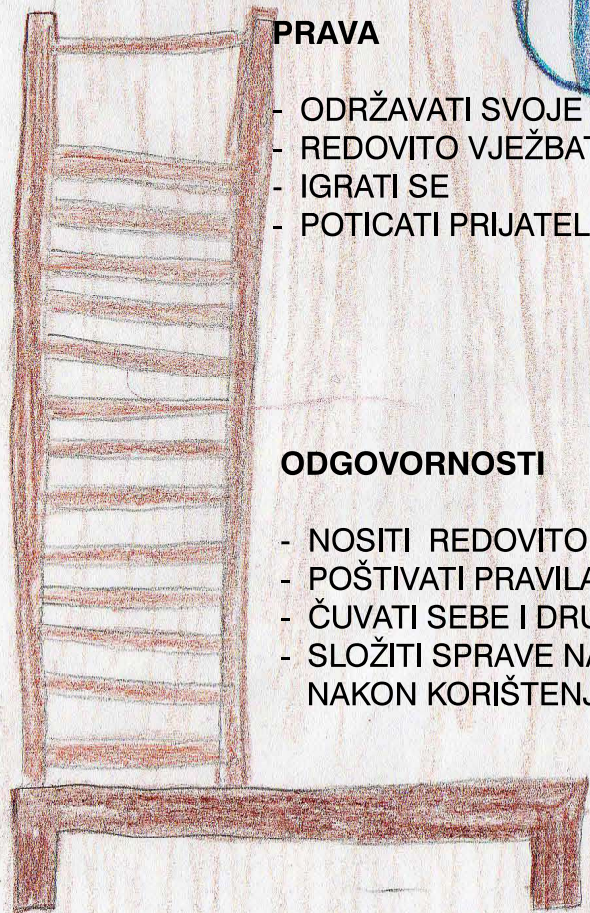 PRAVA
- ODRŽAVATI SVOJE
- REDOVITO VJEŽBAT
- IGRATI SE
- POTICATI PRIJATEL
ODGOVORNOSTI
- NOSITI REDOVITO
- POŠTIVATI PRAVILA
- ČUVATI SEBE I DRU
- SLOŽITI SPRAVE NA
NAKON KORIŠTENJ